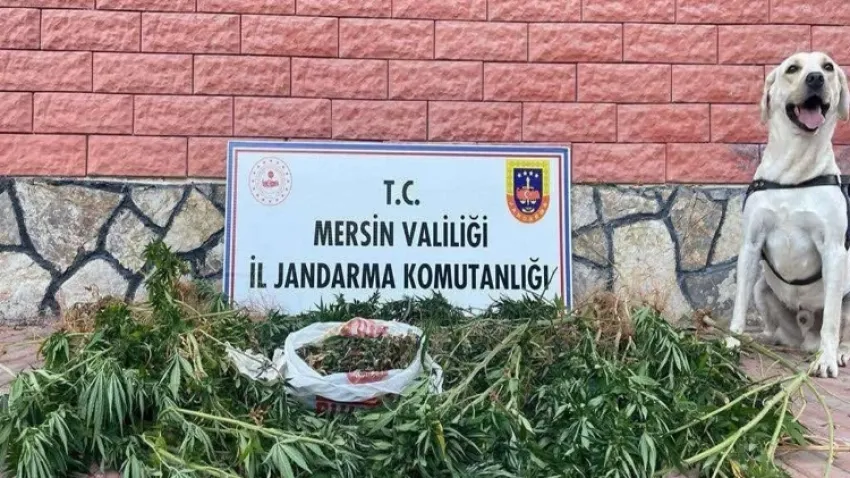 T.C.
MERSİN VALİLİĞİ
İL JANDARMA KOMUTANLIĞI